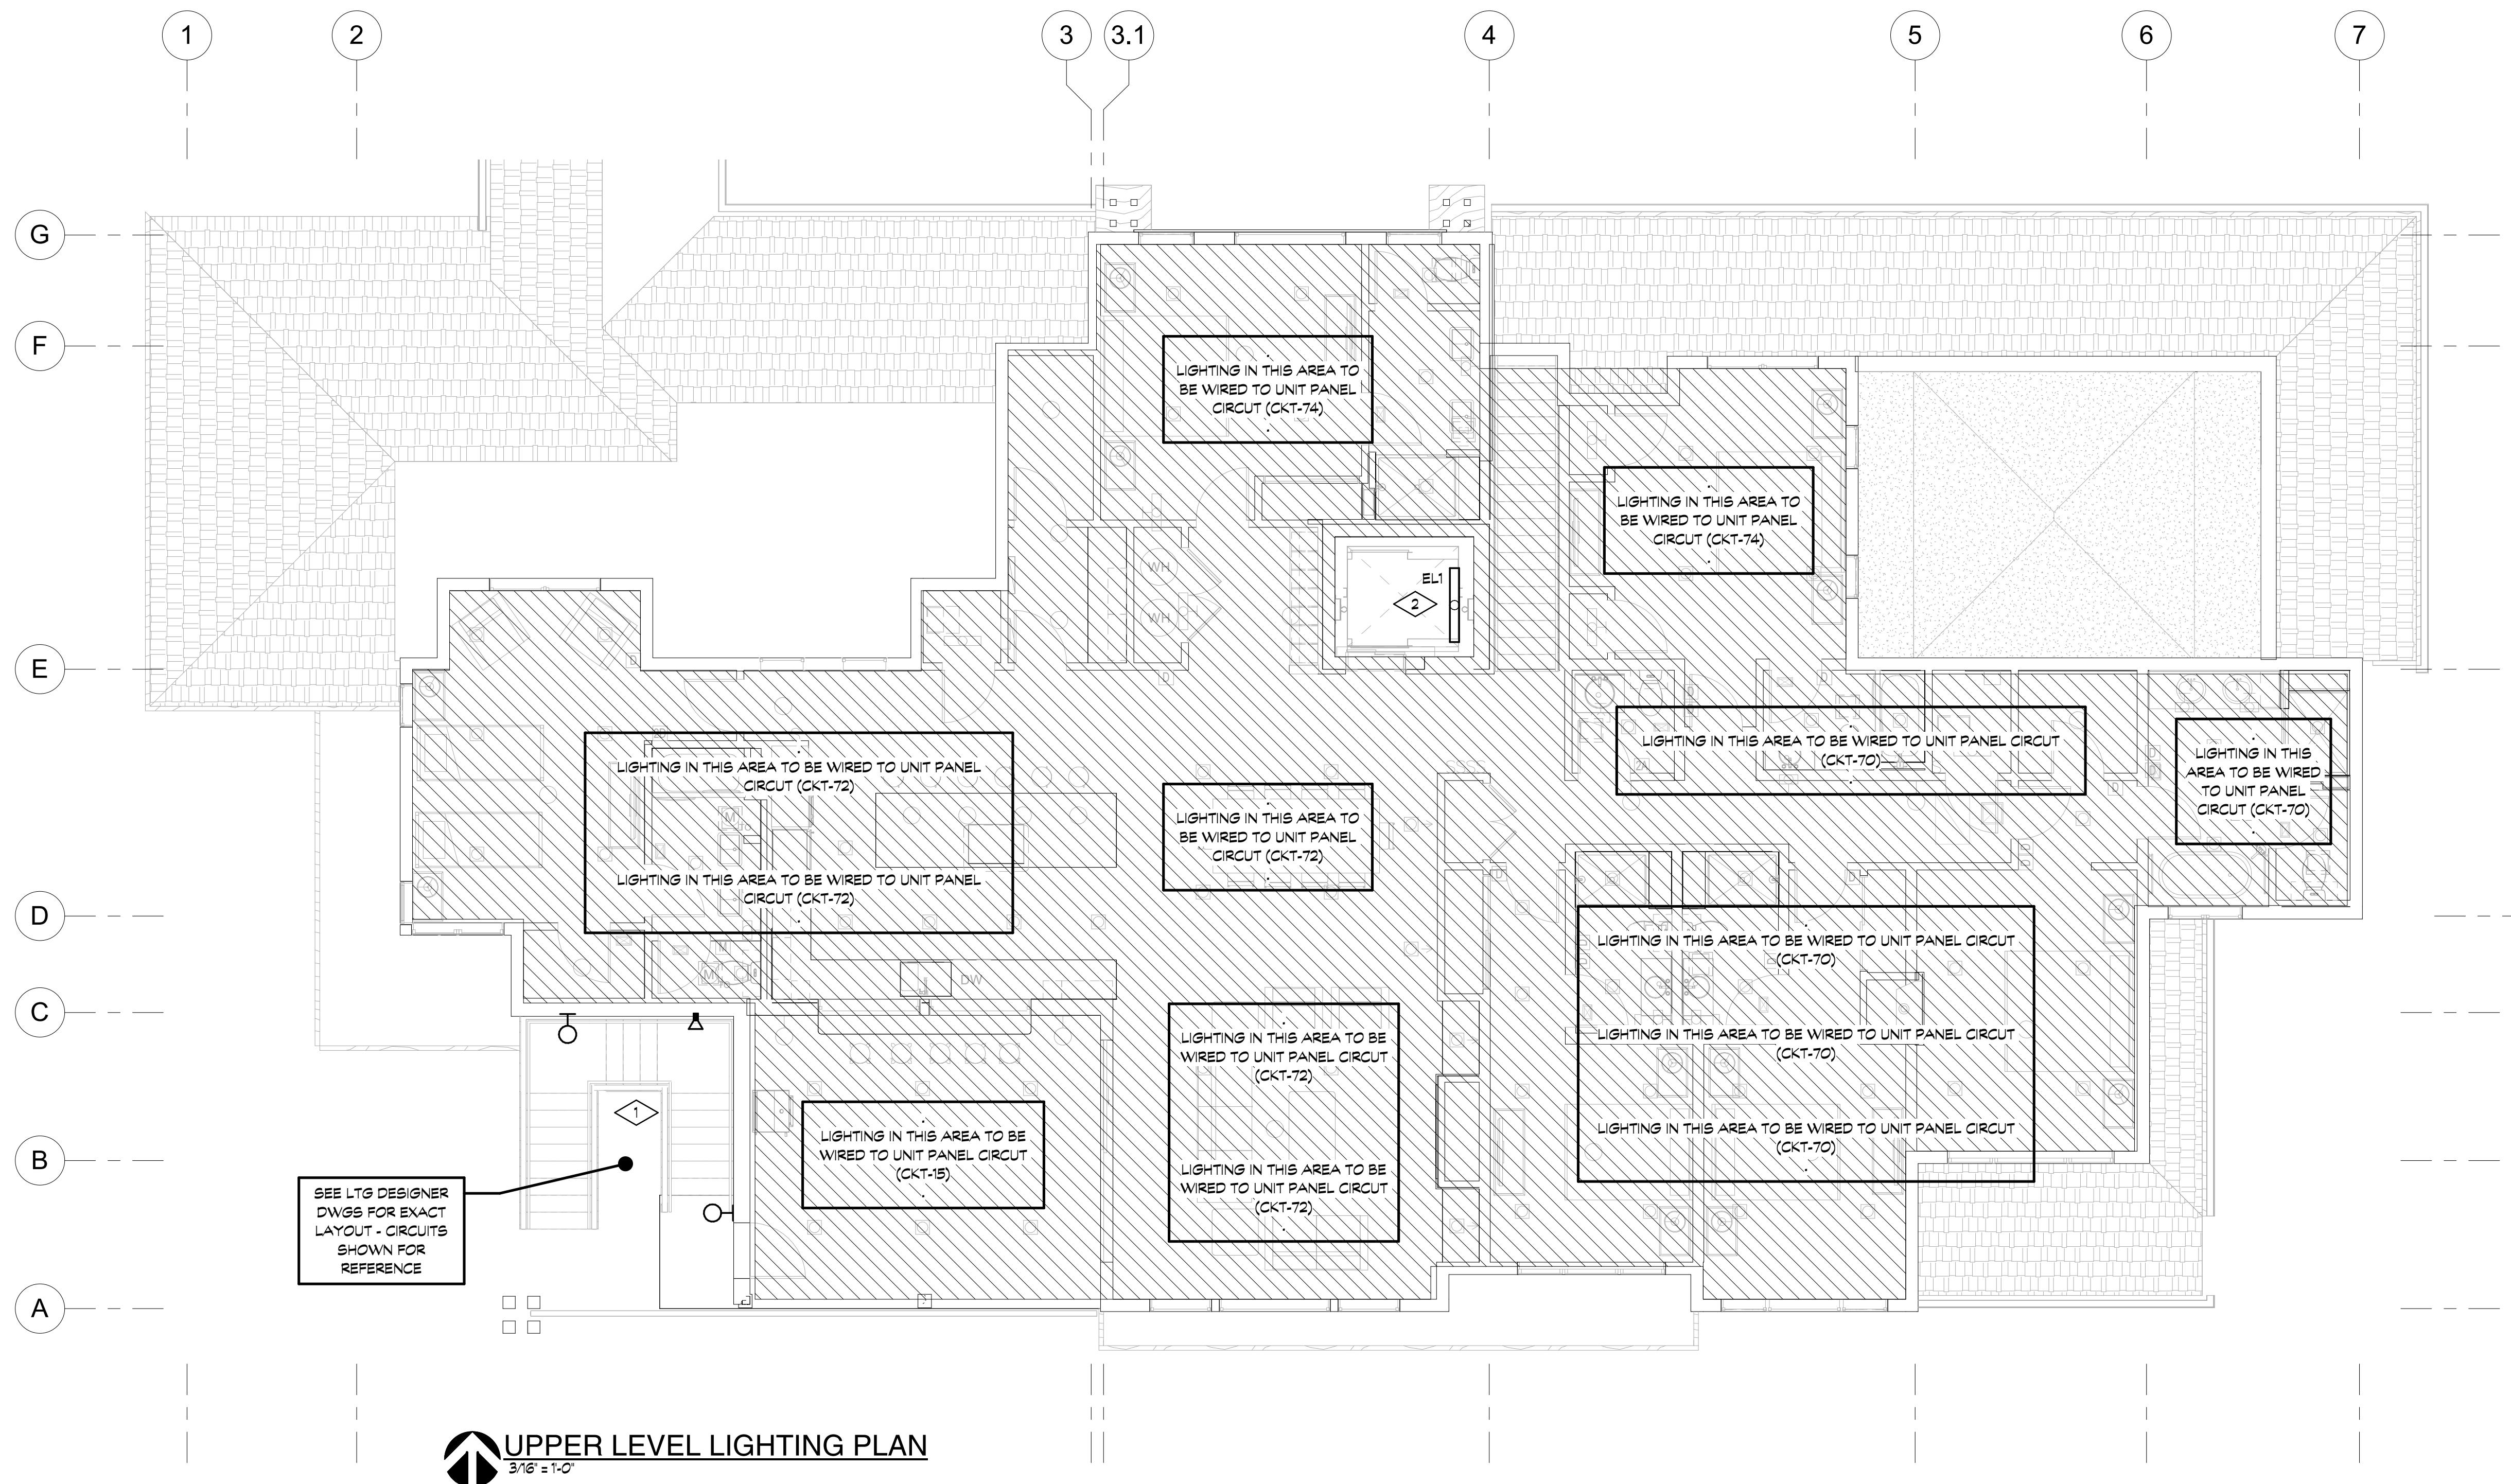 1 2 3 3.1 4 5 6 7
G
F
LIGHTING IN THIS AREA TO
BE WIRED TO UNIT PANEL
CIRCUT (CKT-74)
LIGHTING IN THIS AREA TO
BE WIRED TO UNIT PANEL
CIRCUT (CKT-74)
WH
WH
EL1
2
E
D
D
D
D
D
LIGHTING IN THIS AREA TO BE WIRED TO UNIT PANEL
CIRCUT (CKT-72)
M
LIGHTING IN THIS AREA TO BE WIRED TO UNIT PANEL
CIRCUT (CKT-72)
LIGHTING IN THIS AREA TO
BE WIRED TO UNIT PANEL
CIRCUT (CKT-72)
LIGHTING IN THIS AREA TO BE WIRED TO UNIT PANEL CIRCUT
(CKT-70)
2A
LIGHTING IN THIS
AREA TO BE WIRED
TO UNIT PANEL
CIRCUT (CKT-70)
D
D
D
D
D
D
M
M
DW
LIGHTING IN THIS AREA TO BE WIRED TO UNIT PANEL CIRCUT
(CKT-70)
LIGHTING IN THIS AREA TO BE WIRED TO UNIT PANEL CIRCUT
(CKT-70)
LIGHTING IN THIS AREA TO BE WIRED TO UNIT PANEL CIRCUT
(CKT-70)
C
LIGHTING IN THIS AREA TO BE
WIRED TO UNIT PANEL CIRCUT
(CKT-72)
LIGHTING IN THIS AREA TO BE
WIRED TO UNIT PANEL CIRCUT
(CKT-72)
1
LIGHTING IN THIS AREA TO BE
WIRED TO UNIT PANEL CIRCUT
(CKT-15)
B
SEE LTG DESIGNER
DWGS FOR EXACT
LAYOUT - CIRCUITS
SHOWN FOR
REFERENCE
A
UPPER LEVEL LIGHTING PLAN
3/16" = 1'-0"